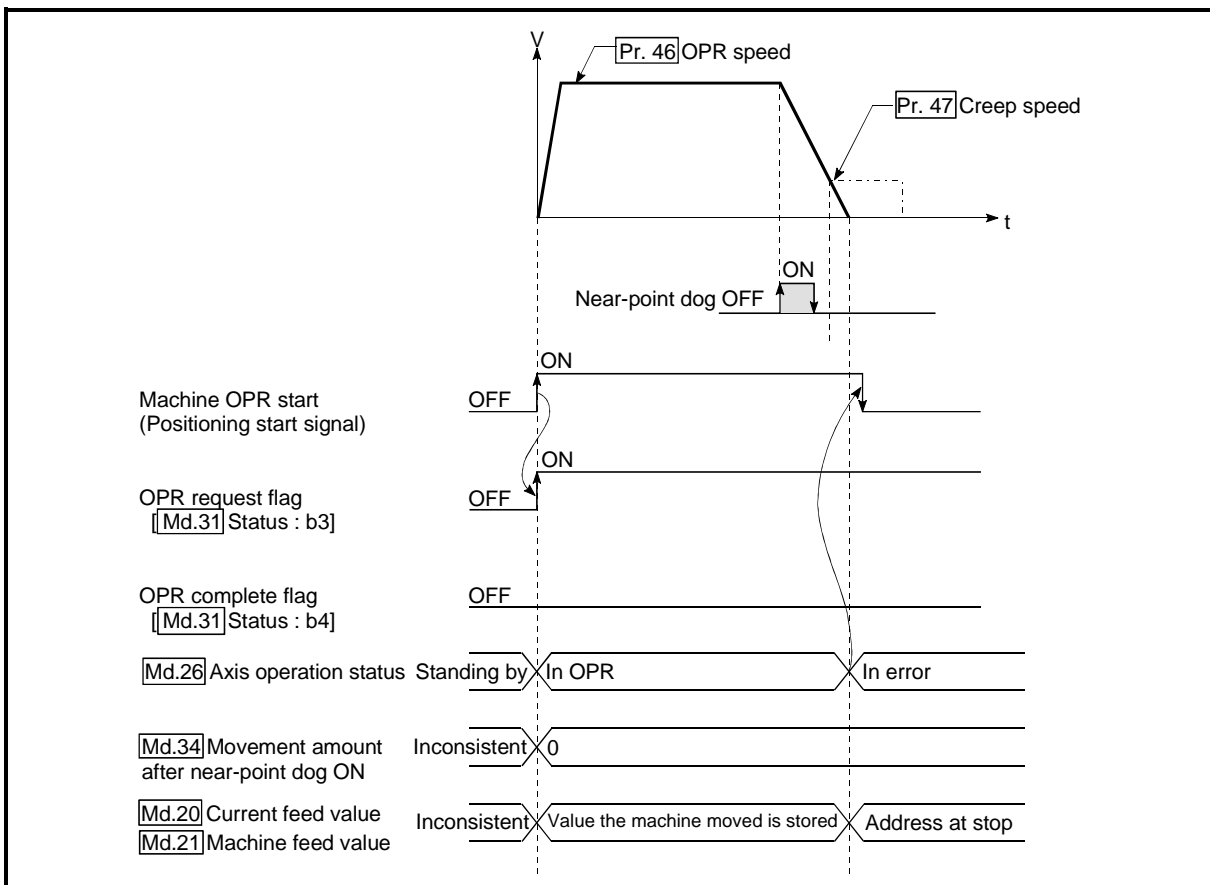 V
Pr. 46 OPR speed
Pr. 47 Creep speed
t
ON
Near-point dog OFF
ON
Machine OPR start
(Positioning start signal)
OFF
ON
OPR request flag
[ Md.31 Status : b3]
OFF
OPR complete flag
[ Md.31 Status : b4]
OFF
Md.26 Axis operation status Standing by In OPR In error
Md.34 Movement amount
after near-point dog ON
Inconsistent 0
Md.20 Current feed value
Md.21 Machine feed value
Inconsistent Value the machine moved is stored Address at stop